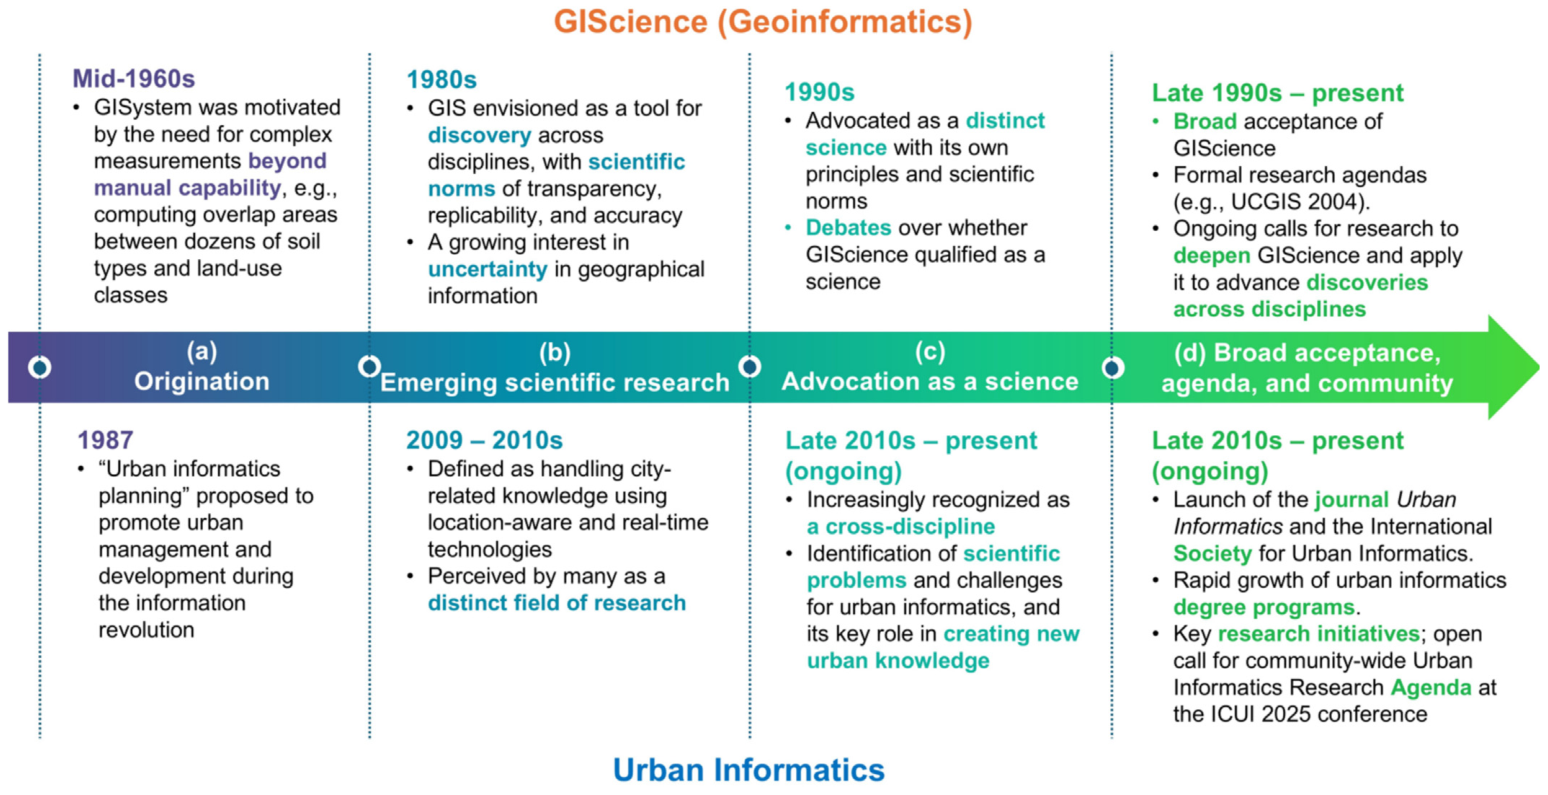 GIScience (Geoinformatics)
Mid-1960s
• GISystem was motivated
by the need for complex
measurements beyond
manual capability, e.g.,
computing overlap areas
between dozens of soil
types and land-use
classes
1980s
• GIS envisioned as a tool for
discovery across
disciplines, with scientific
norms of transparency,
replicability, and accuracy
• A growing interest in
uncertainty in geographical
information
1990s
• Advocated as a distinct
science with its own
principles and scientific
norms
• Debates over whether
GIScience qualified as a
science
Late 1990s – present
• Broad acceptance of
GIScience
• Formal research agendas
(e.g., UCGIS 2004).
• Ongoing calls for research to
deepen GIScience and apply
it to advance discoveries
across disciplines
(a)
Origination
(b)
Emerging scientific research
(c)
Advocation as a science
(d) Broad acceptance,
agenda, and community
1987
• “Urban informatics
planning” proposed to
promote urban
management and
development during
the information
revolution
2009 – 2010s
• Defined as handling city-
related knowledge using
location-aware and real-time
technologies
• Perceived by many as a
distinct field of research
Late 2010s – present
(ongoing)
• Increasingly recognized as
a cross-discipline
• Identification of scientific
problems and challenges
for urban informatics, and
its key role in creating new
urban knowledge
Late 2010s – present
(ongoing)
• Launch of the journal Urban
Informatics and the International
Society for Urban Informatics.
• Rapid growth of urban informatics
degree programs.
• Key research initiatives; open
call for community-wide Urban
Informatics Research Agenda at
the ICUI 2025 conference
Urban Informatics